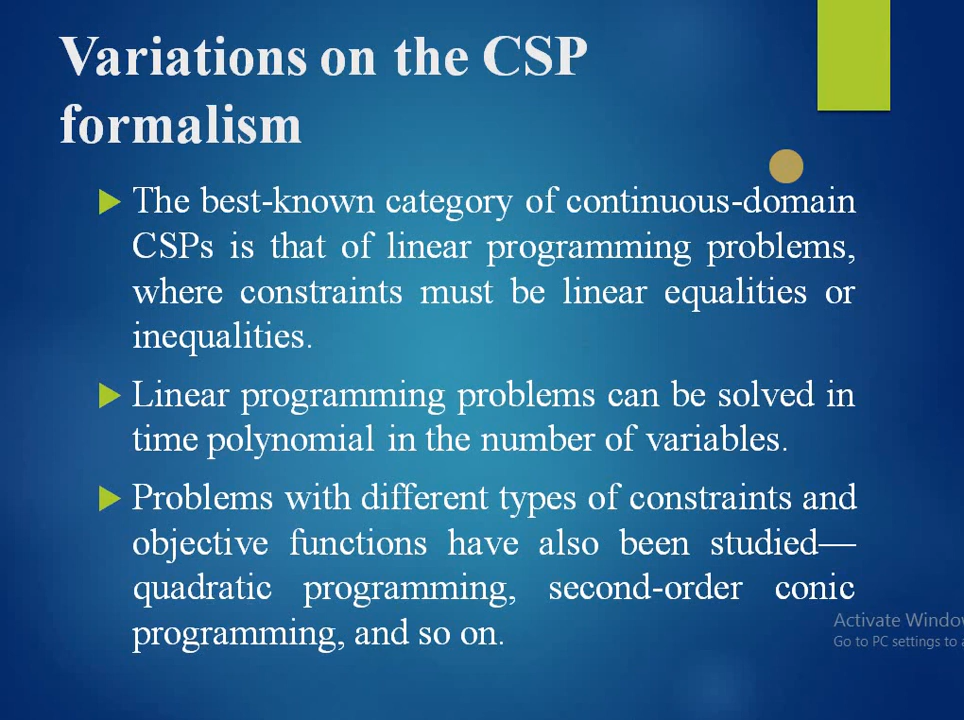 Variations on the CSP
formalism
The best-known category of continuous-domain
CSPs is that of linear programming problems,
where constraints must be linear equalities or
inequalities.
Linear programming problems can be solved in
time polynomial in the number of variables.
Problems with different types of constraints and
objective functions have also been studied—
quadratic programming, second-order conic
programming, and so on.
Activate Window
Go to PC settings to a